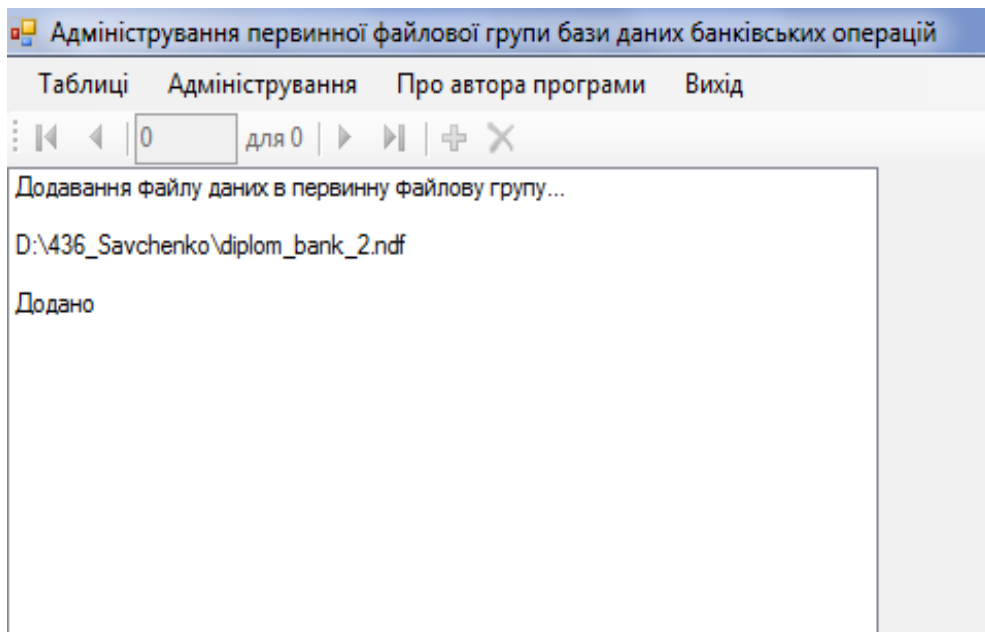 Адміністрування первинної файлової групи бази даних банківських операцій
Таблиці Адміністрування Про автора програми Вихід
0 для 0
Додавання файлу даних в первинну файлову групу...
D:\436_Savchenko\diplom_bank_2.ndf
Додано